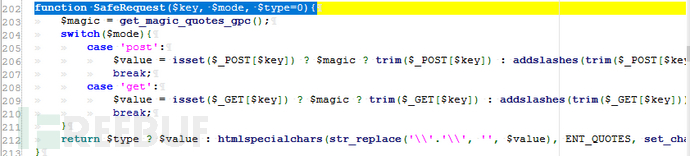 202 function SafeRequest($key, $mode, $type=0){
203 $magic = get_magic_quotes_gpc();
204 switch($mode){
205 case 'post':
206 $value = isset($_POST[$key]) ? $magic ? trim($_POST[$key]) : addslashes(trim($_POST[$key
207 break;
208 case 'get':
209 $value = isset($_GET[$key]) ? $magic ? trim($_GET[$key]) : addslashes(trim($_GET[$key])
210 break;
211 }
212 return $type ? $value : htmlspecialchars(str_replace('\\'.'\\', '', $value), ENT_QUOTES, set_cha
213 }
FREEBUF